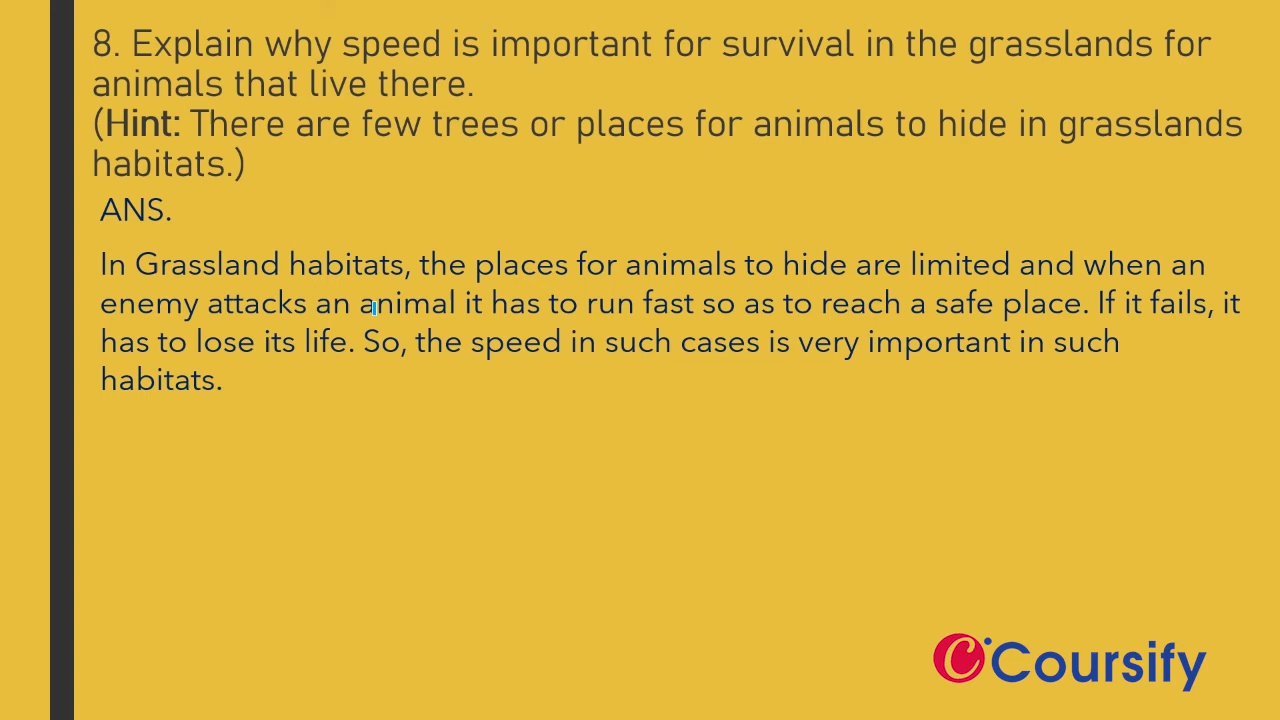 8. Explain why speed is important for survival in the grasslands for
animals that live there.
(Hint: There are few trees or places for animals to hide in grasslands
habitats.)
ANS.
In Grassland habitats, the places for animals to hide are limited and when an
enemy attacks an animal it has to run fast so as to reach a safe place. If it fails, it
has to lose its life. So, the speed in such cases is very important in such
habitats.
C Coursify